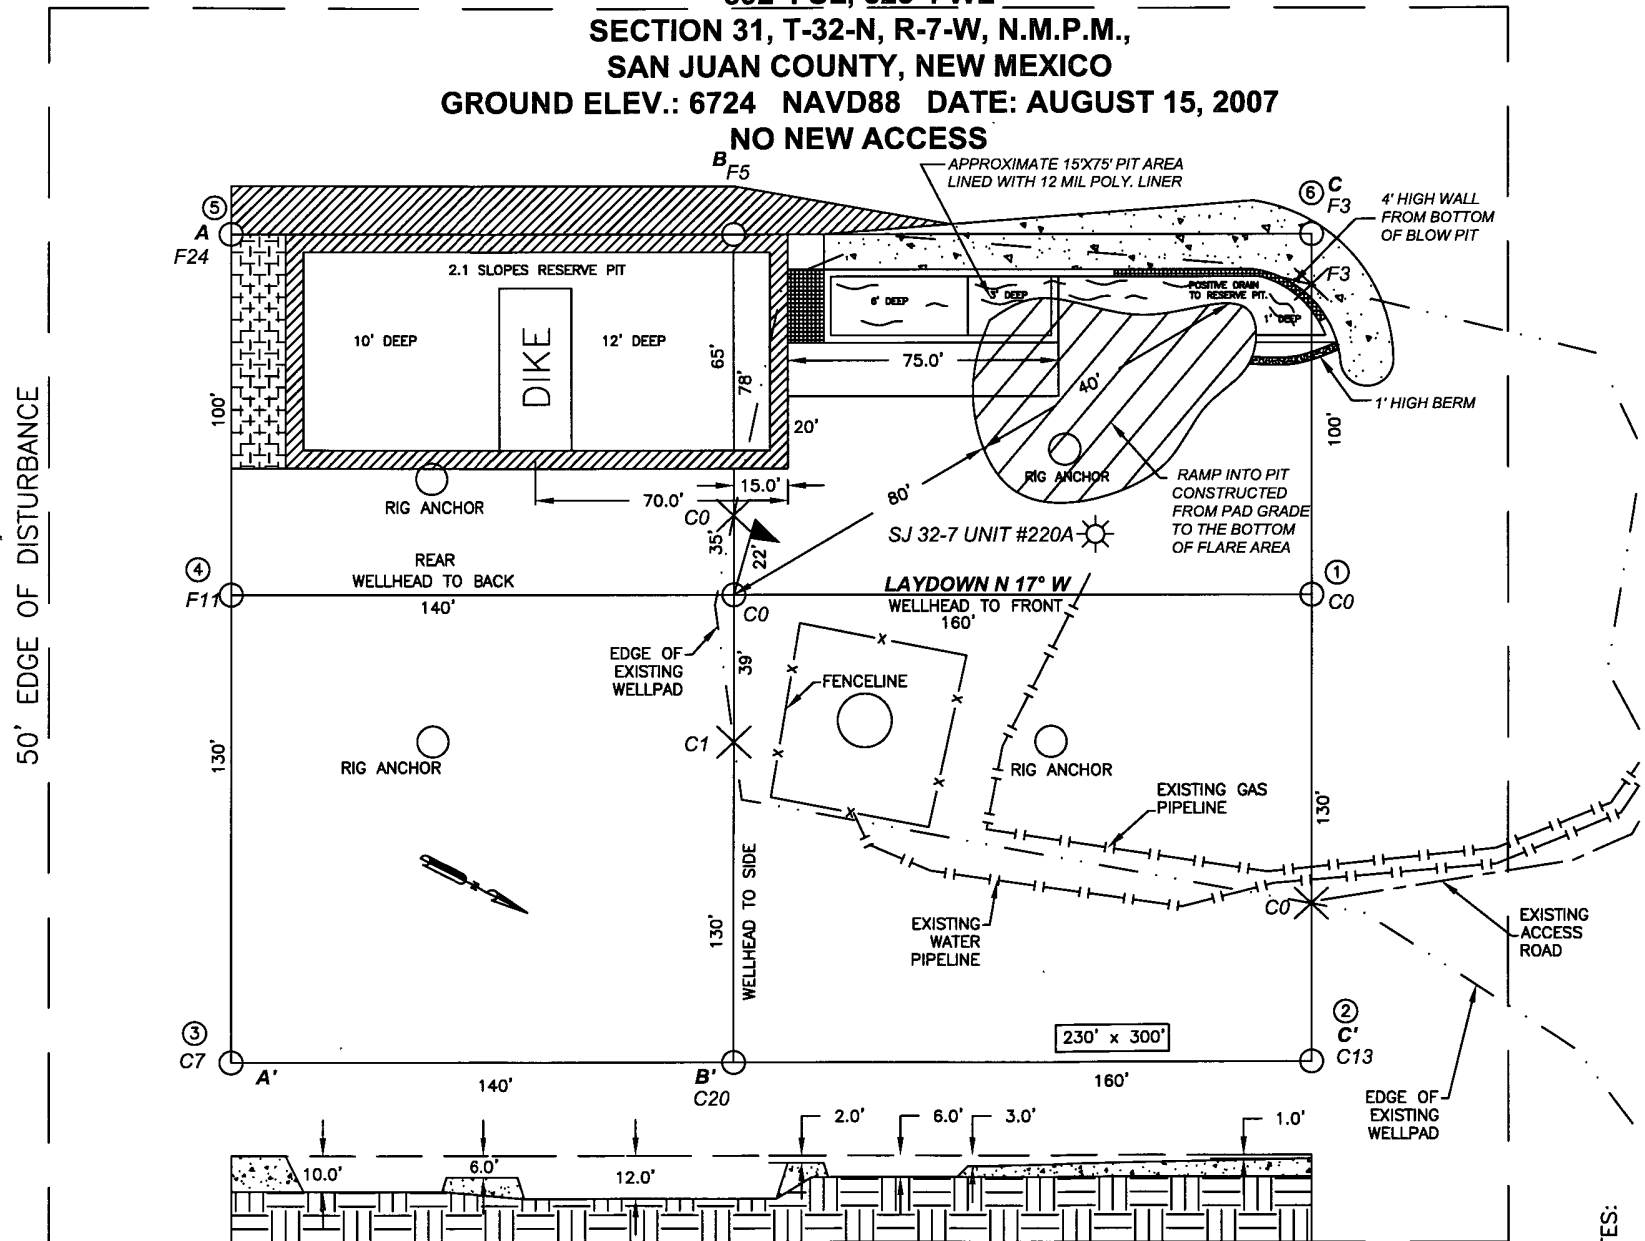 SECTION 31, T-32-N, R-7-W, N.M.P.M.,
SAN JUAN COUNTY, NEW MEXICO
GROUND ELEV.: 6724 NAVD88 DATE: AUGUST 15, 2007
NO NEW ACCESS
B
F5
APPROXIMATE 15'X75' PIT AREA
LINED WITH 12 MIL POLY. LINER
6
C
F3
4' HIGH WALL
FROM BOTTOM
OF BLOW PIT
5
A
F24
2.1 SLOPES RESERVE PIT
F3
6' DEEP
3' DEEP
POSITIVE DRAIN
TO RESERVE PIT.
1' DEEP
10' DEEP
DIKE
12' DEEP
65'
78'
75.0'
40'
1' HIGH BERM
100'
20'
100'
50' EDGE OF DISTURBANCE
RIG ANCHOR
RIG ANCHOR
70.0'
15.0'
80'
RAMP INTO PIT
CONSTRUCTED
FROM PAD GRADE
TO THE BOTTOM
OF FLARE AREA
C0
35'
22'
SJ 32-7 UNIT #220A
4
F11
REAR
WELLHEAD TO BACK
140'
C0
LAYDOWN N 17° W
WELLHEAD TO FRONT
160'
1
C0
EDGE OF
EXISTING
WELLPAD
39'
FENCELINE
x
x
x
x
x
x
C1
RIG ANCHOR
RIG ANCHOR
130'
EXISTING GAS
PIPELINE
130'
130'
WELLHEAD TO SIDE
EXISTING
WATER
PIPELINE
C0
EXISTING
ACCESS
ROAD
3
C7
A'
140'
B'
C20
230' x 300'
160'
2
C'
C13
EDGE OF
EXISTING
WELLPAD
10.0'
6.0'
12.0'
2.0'
6.0'
3.0'
1.0'